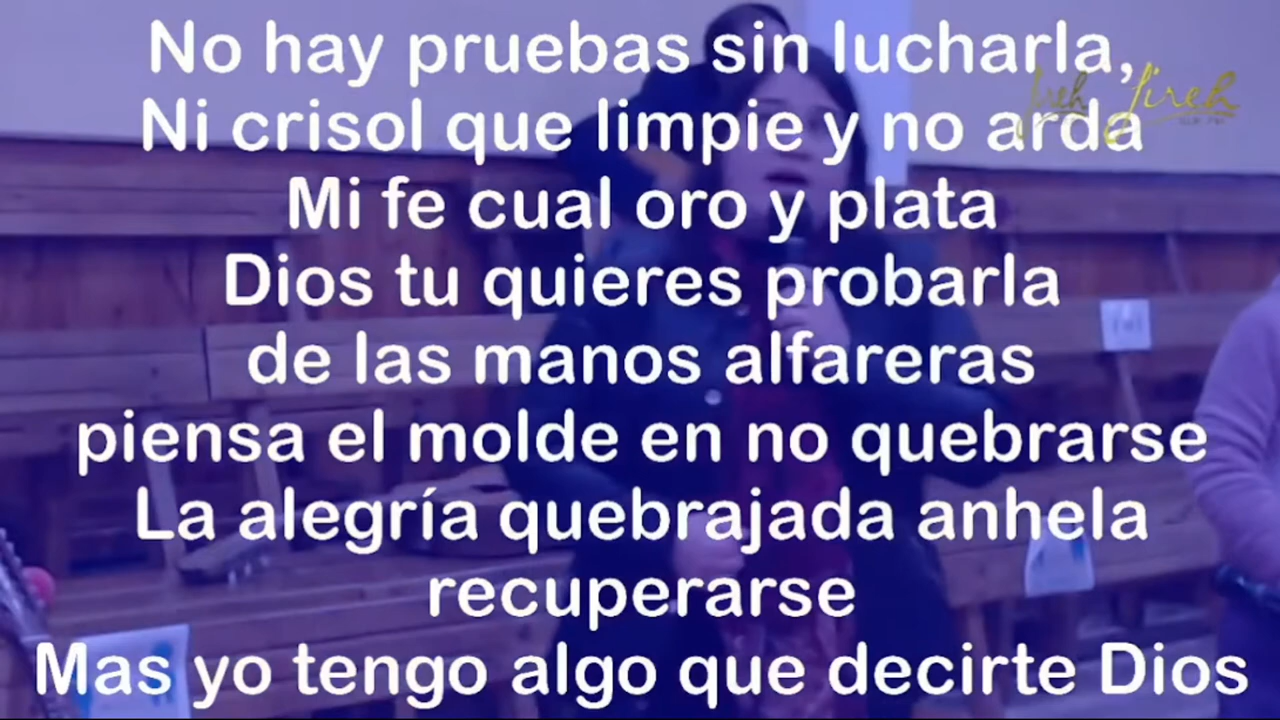 No hay pruebas sin lucharla,
Ni crisol que limpie y no arda
Mi fe cual oro y plata
Dios tu quieres probarla
de las manos alfareras
piensa el molde en no quebrarse
La alegría quebrajada anhela
recuperarse
Mas yo tengo algo que decirte Dios
Jireh